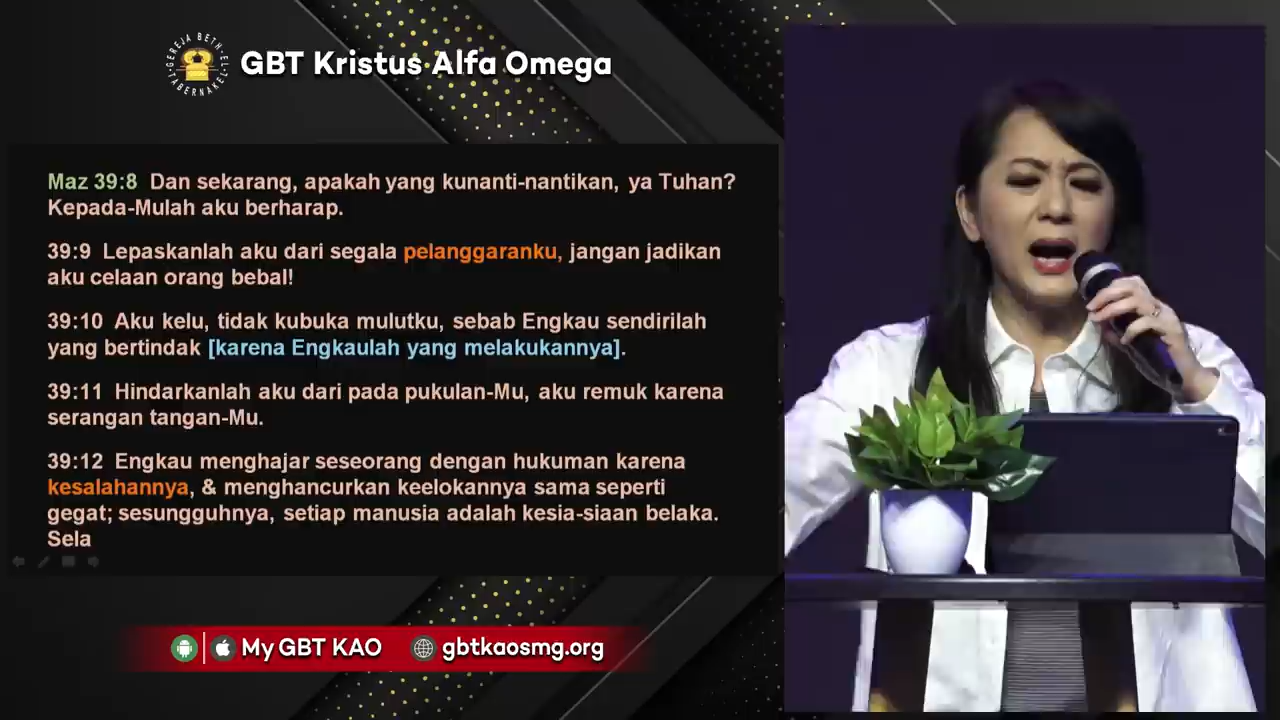 GEREJA BETH-EL TABERNAKEL
GBT Kristus Alfa Omega
Maz 39:8 Dan sekarang, apakah yang kunanti-nantikan, ya Tuhan?
Kepada-Mulah aku berharap.
39:9 Lepaskanlah aku dari segala pelanggaranku, jangan jadikan
aku celaan orang bebal!
39:10 Aku kelu, tidak kubuka mulutku, sebab Engkau sendirilah
yang bertindak [karena Engkaulah yang melakukannya].
39:11 Hindarkanlah aku dari pada pukulan-Mu, aku remuk karena
serangan tangan-Mu.
39:12 Engkau menghajar seseorang dengan hukuman karena
kesalahannya, & menghancurkan keelokannya sama seperti
gegat; sesungguhnya, setiap manusia adalah kesia-siaan belaka.
Sela
My GBT KAO
gbtkaosmg.org